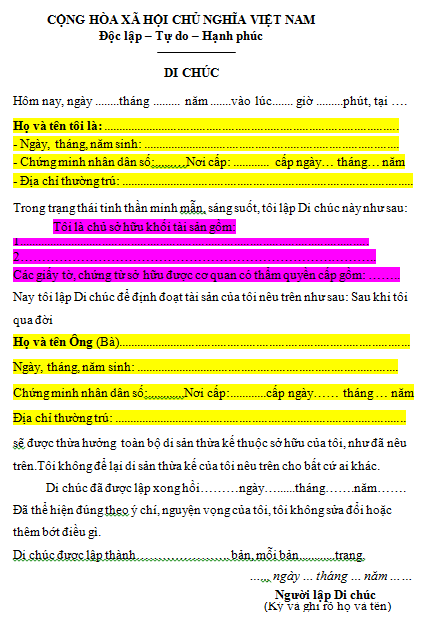 CỘNG HÒA XÃ HỘI CHỦ NGHĨA VIỆT NAM
Độc lập – Tự do – Hạnh phúc
DI CHÚC
Hôm nay, ngày .......tháng ......... năm .......vào lúc....... giờ .........phút, tại ….
Họ và tên tôi là: ...........................................................................................
- Ngày, tháng, năm sinh: ...............................................................................
- Chứng minh nhân dân số:...........Nơi cấp: ............ cấp ngày… tháng… năm
- Địa chỉ thường trú: ..........................................................................................
Trong trạng thái tinh thần minh mẫn, sáng suốt, tôi lập Di chúc này như sau:
Tôi là chủ sở hữu khối tài sản gồm:
1.............................................................................................................
2……………………………………………………………………………
Các giấy tờ, chứng từ sở hữu được cơ quan có thẩm quyền cấp gồm: ……..
Nay tôi lập Di chúc để định đoạt tài sản của tôi nêu trên như sau: Sau khi tôi
qua đời
Họ và tên Ông (Bà)...........................................................................................
Ngày, tháng, năm sinh: ..................................................................................
Chứng minh nhân dân số:............Nơi cấp:............cấp ngày…… tháng … năm
Địa chỉ thường trú: ..........................................................................................
sẽ được thừa hưởng toàn bộ di sản thừa kế thuộc sở hữu của tôi, như đã nêu
trên.Tôi không để lại di sản thừa kế của tôi nêu trên cho bất cứ ai khác.
Di chúc đã được lập xong hồi………ngày….....tháng…….năm…….
Đã thể hiện đúng theo ý chí, nguyện vọng của tôi, tôi không sửa đổi hoặc
thêm bớt điều gì.
Di chúc được lập thành……………………bản, mỗi bản...........trang.
…... ngày … tháng … năm ……
Người lập Di chúc
(Ký và ghi rõ họ và tên)